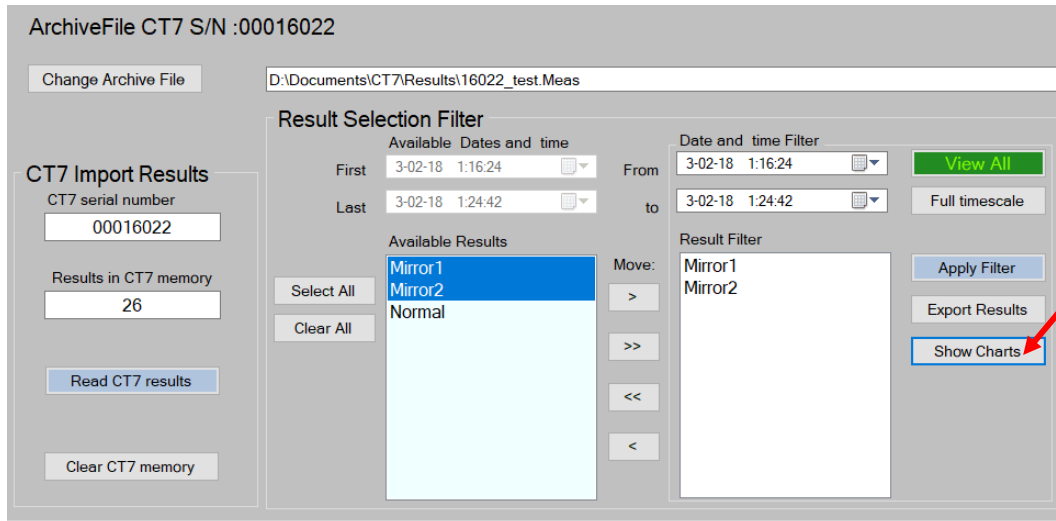 ArchiveFile CT7 S/N :00016022
Change Archive File
D:\Documents\CT7\Results\16022_test.Meas
Result Selection Filter
Available Dates and time
Date and time Filter
First
3-02-18 1:16:24
From
3-02-18 1:16:24
View All
Last
3-02-18 1:24:42
to
3-02-18 1:24:42
Full timescale
CT7 Import Results
CT7 serial number
00016022
Results in CT7 memory
26
Read CT7 results
Clear CT7 memory
Select All
Clear All
Available Results
Mirror1
Mirror2
Normal
Move:
>
>>
<<
<
Result Filter
Mirror1
Mirror2
Apply Filter
Export Results
Show Charts